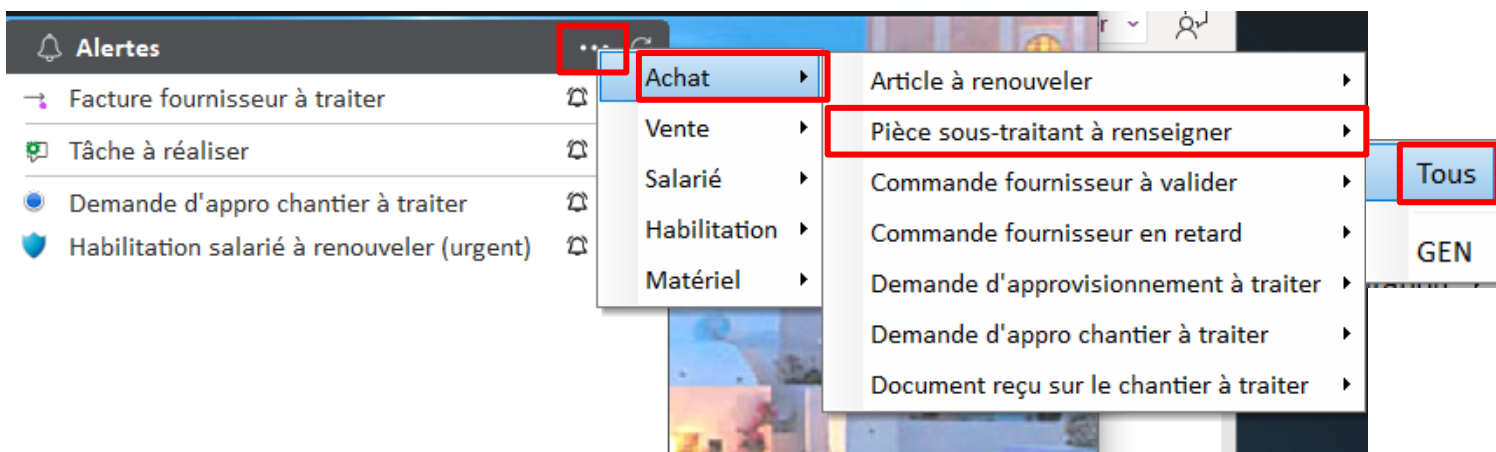 Alertes
Facture fournisseur à traiter
Tâche à réaliser
Demande d'appro chantier à traiter
Habilitation salarié à renouveler (urgent)
Achat
Vente
Salarié
Habilitation
Matériel
Article à renouveler
Pièce sous-traitant à renseigner
Commande fournisseur à valider
Commande fournisseur en retard
Demande d'approvisionnement à traiter
Demande d'appro chantier à traiter
Document reçu sur le chantier à traiter
Tous
GEN